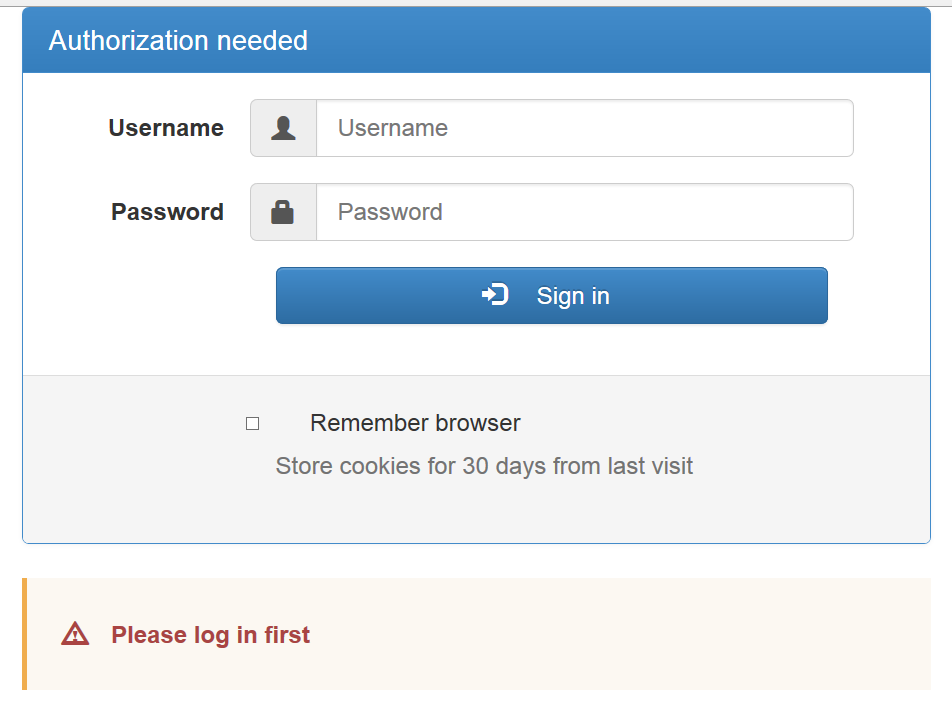 Authorization needed
Username
Username
Password
Password
Sign in
Remember browser
Store cookies for 30 days from last visit
Please log in first